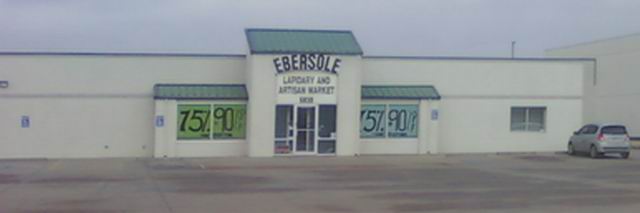 EBERSOLE
LAPIDARY AND
ARTISAN MARKET
75% 90%
75% 90%